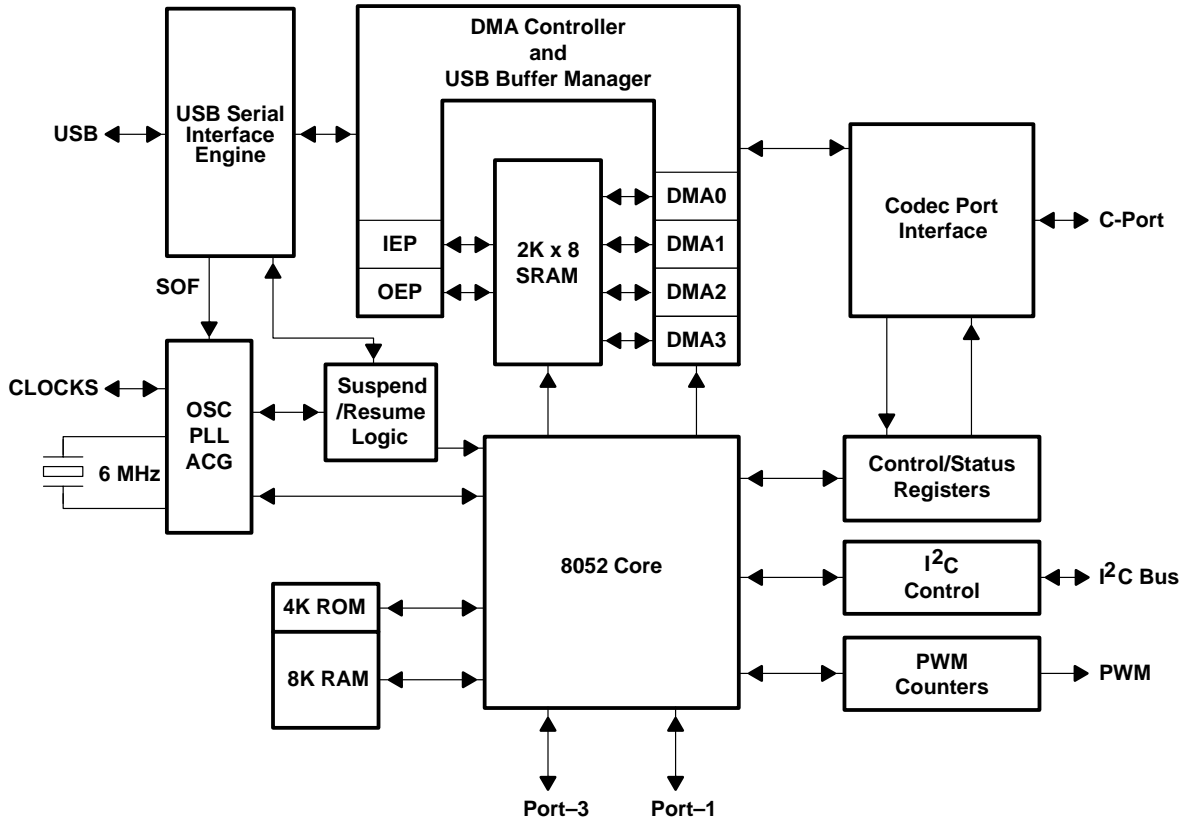 DMA Controller
and
USB Buffer Manager
USB
USB Serial
Interface
Engine
DMA0
IEP
2K x 8
SRAM
DMA1
OEP
DMA2
DMA3
Codec Port
Interface
C-Port
SOF
CLOCKS
OSC
PLL
ACG
Suspend
/Resume
Logic
6 MHz
Control/Status
Registers
8052 Core
I²C
Control
I²C Bus
4K ROM
8K RAM
PWM
Counters
PWM
Port–3
Port–1